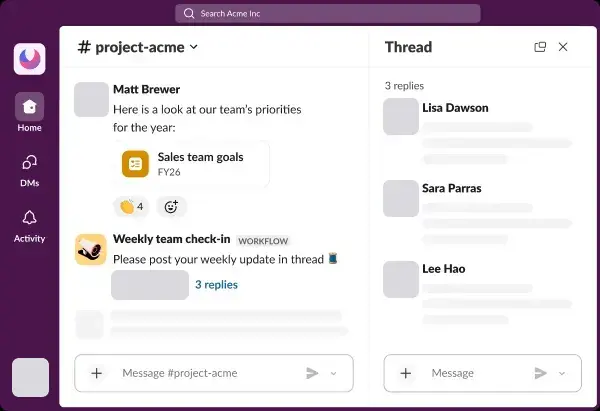 Search Acme Inc
# project-acme
Matt Brewer
Here is a look at our team's priorities
for the year:
Sales team goals
FY26
4
Weekly team check-in WORKFLOW
Please post your weekly update in thread
3 replies
Message #project-acme
Home
DMs
Activity
Thread
3 replies
Lisa Dawson
Sara Parras
Lee Hao
Message